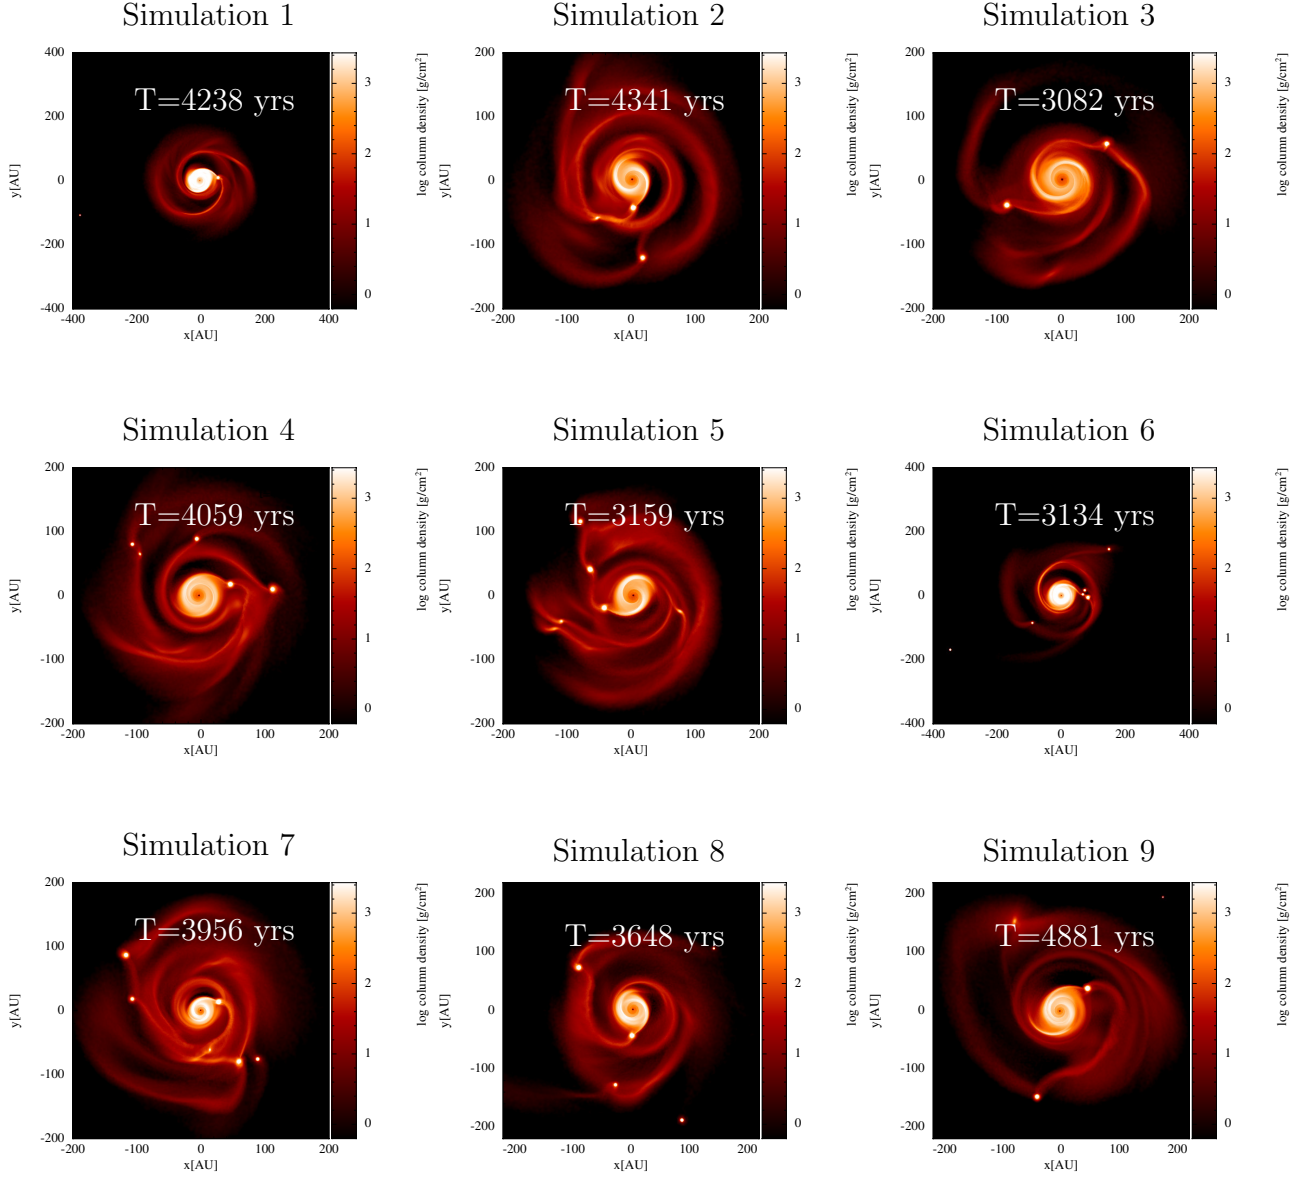 Simulation 1 Simulation 2 Simulation 3
T=4238 yrs T=4341 yrs T=3082 yrs
400
200
0
-200
-400
y[AU]
-400 -200 0 200 400
x[AU]
3
2
1
0
log column density [g/cm²]
200
100
0
-100
-200
y[AU]
-200 -100 0 100 200
x[AU]
3
2
1
0
log column density [g/cm²]
200
100
0
-100
-200
y[AU]
-200 -100 0 100 200
x[AU]
3
2
1
0
log column density [g/cm²]
Simulation 4 Simulation 5 Simulation 6
T=4059 yrs T=3159 yrs T=3134 yrs
200
100
0
-100
-200
y[AU]
-200 -100 0 100 200
x[AU]
3
2
1
0
log column density [g/cm²]
200
100
0
-100
-200
y[AU]
-200 -100 0 100 200
x[AU]
3
2
1
0
log column density [g/cm²]
400
200
0
-200
-400
y[AU]
-400 -200 0 200 400
x[AU]
3
2
1
0
log column density [g/cm²]
Simulation 7 Simulation 8 Simulation 9
T=3956 yrs T=3648 yrs T=4881 yrs
200
100
0
-100
-200
y[AU]
-200 -100 0 100 200
x[AU]
3
2
1
0
log column density [g/cm²]
200
100
0
-100
-200
y[AU]
-200 -100 0 100 200
x[AU]
3
2
1
0
log column density [g/cm²]
200
100
0
-100
-200
y[AU]
-200 -100 0 100 200
x[AU]
3
2
1
0
log column density [g/cm²]